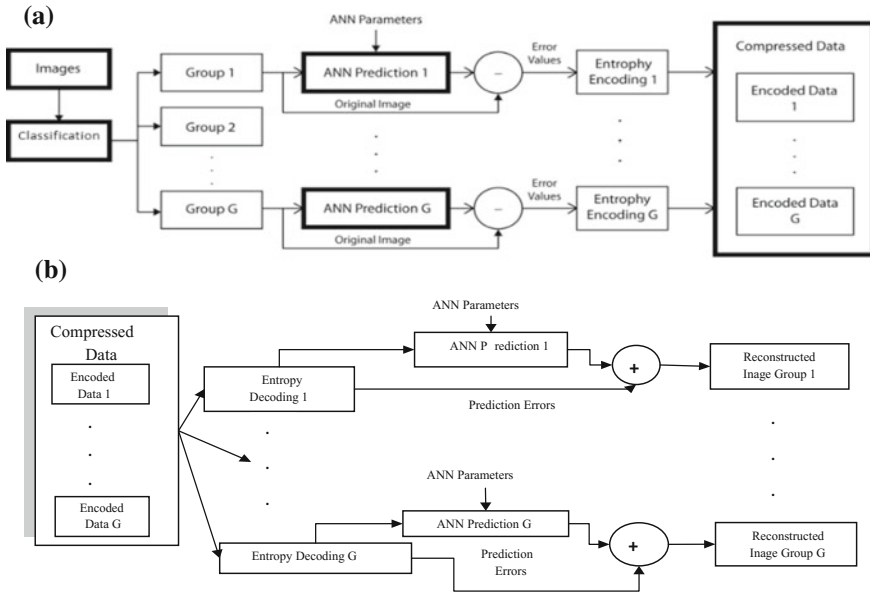 (a)
ANN Parameters
Images
Classification
Group 1
Group 2
Group G
ANN Prediction 1
Original Image
–
Error
Values
Entrophy
Encoding 1
ANN Prediction G
Original Image
–
Error
Values
Entrophy
Encoding G
Compressed Data
Encoded Data
1
Encoded Data
G
(b)
Compressed
Data
Encoded
Data 1
Encoded
Data G
Entropy
Decoding 1
ANN Parameters
ANN P rediction 1
+
Prediction Errors
Reconstructed
Image Group 1
Entropy Decoding G
ANN Parameters
ANN Prediction G
Prediction
Errors
+
Reconstructed
Image Group G